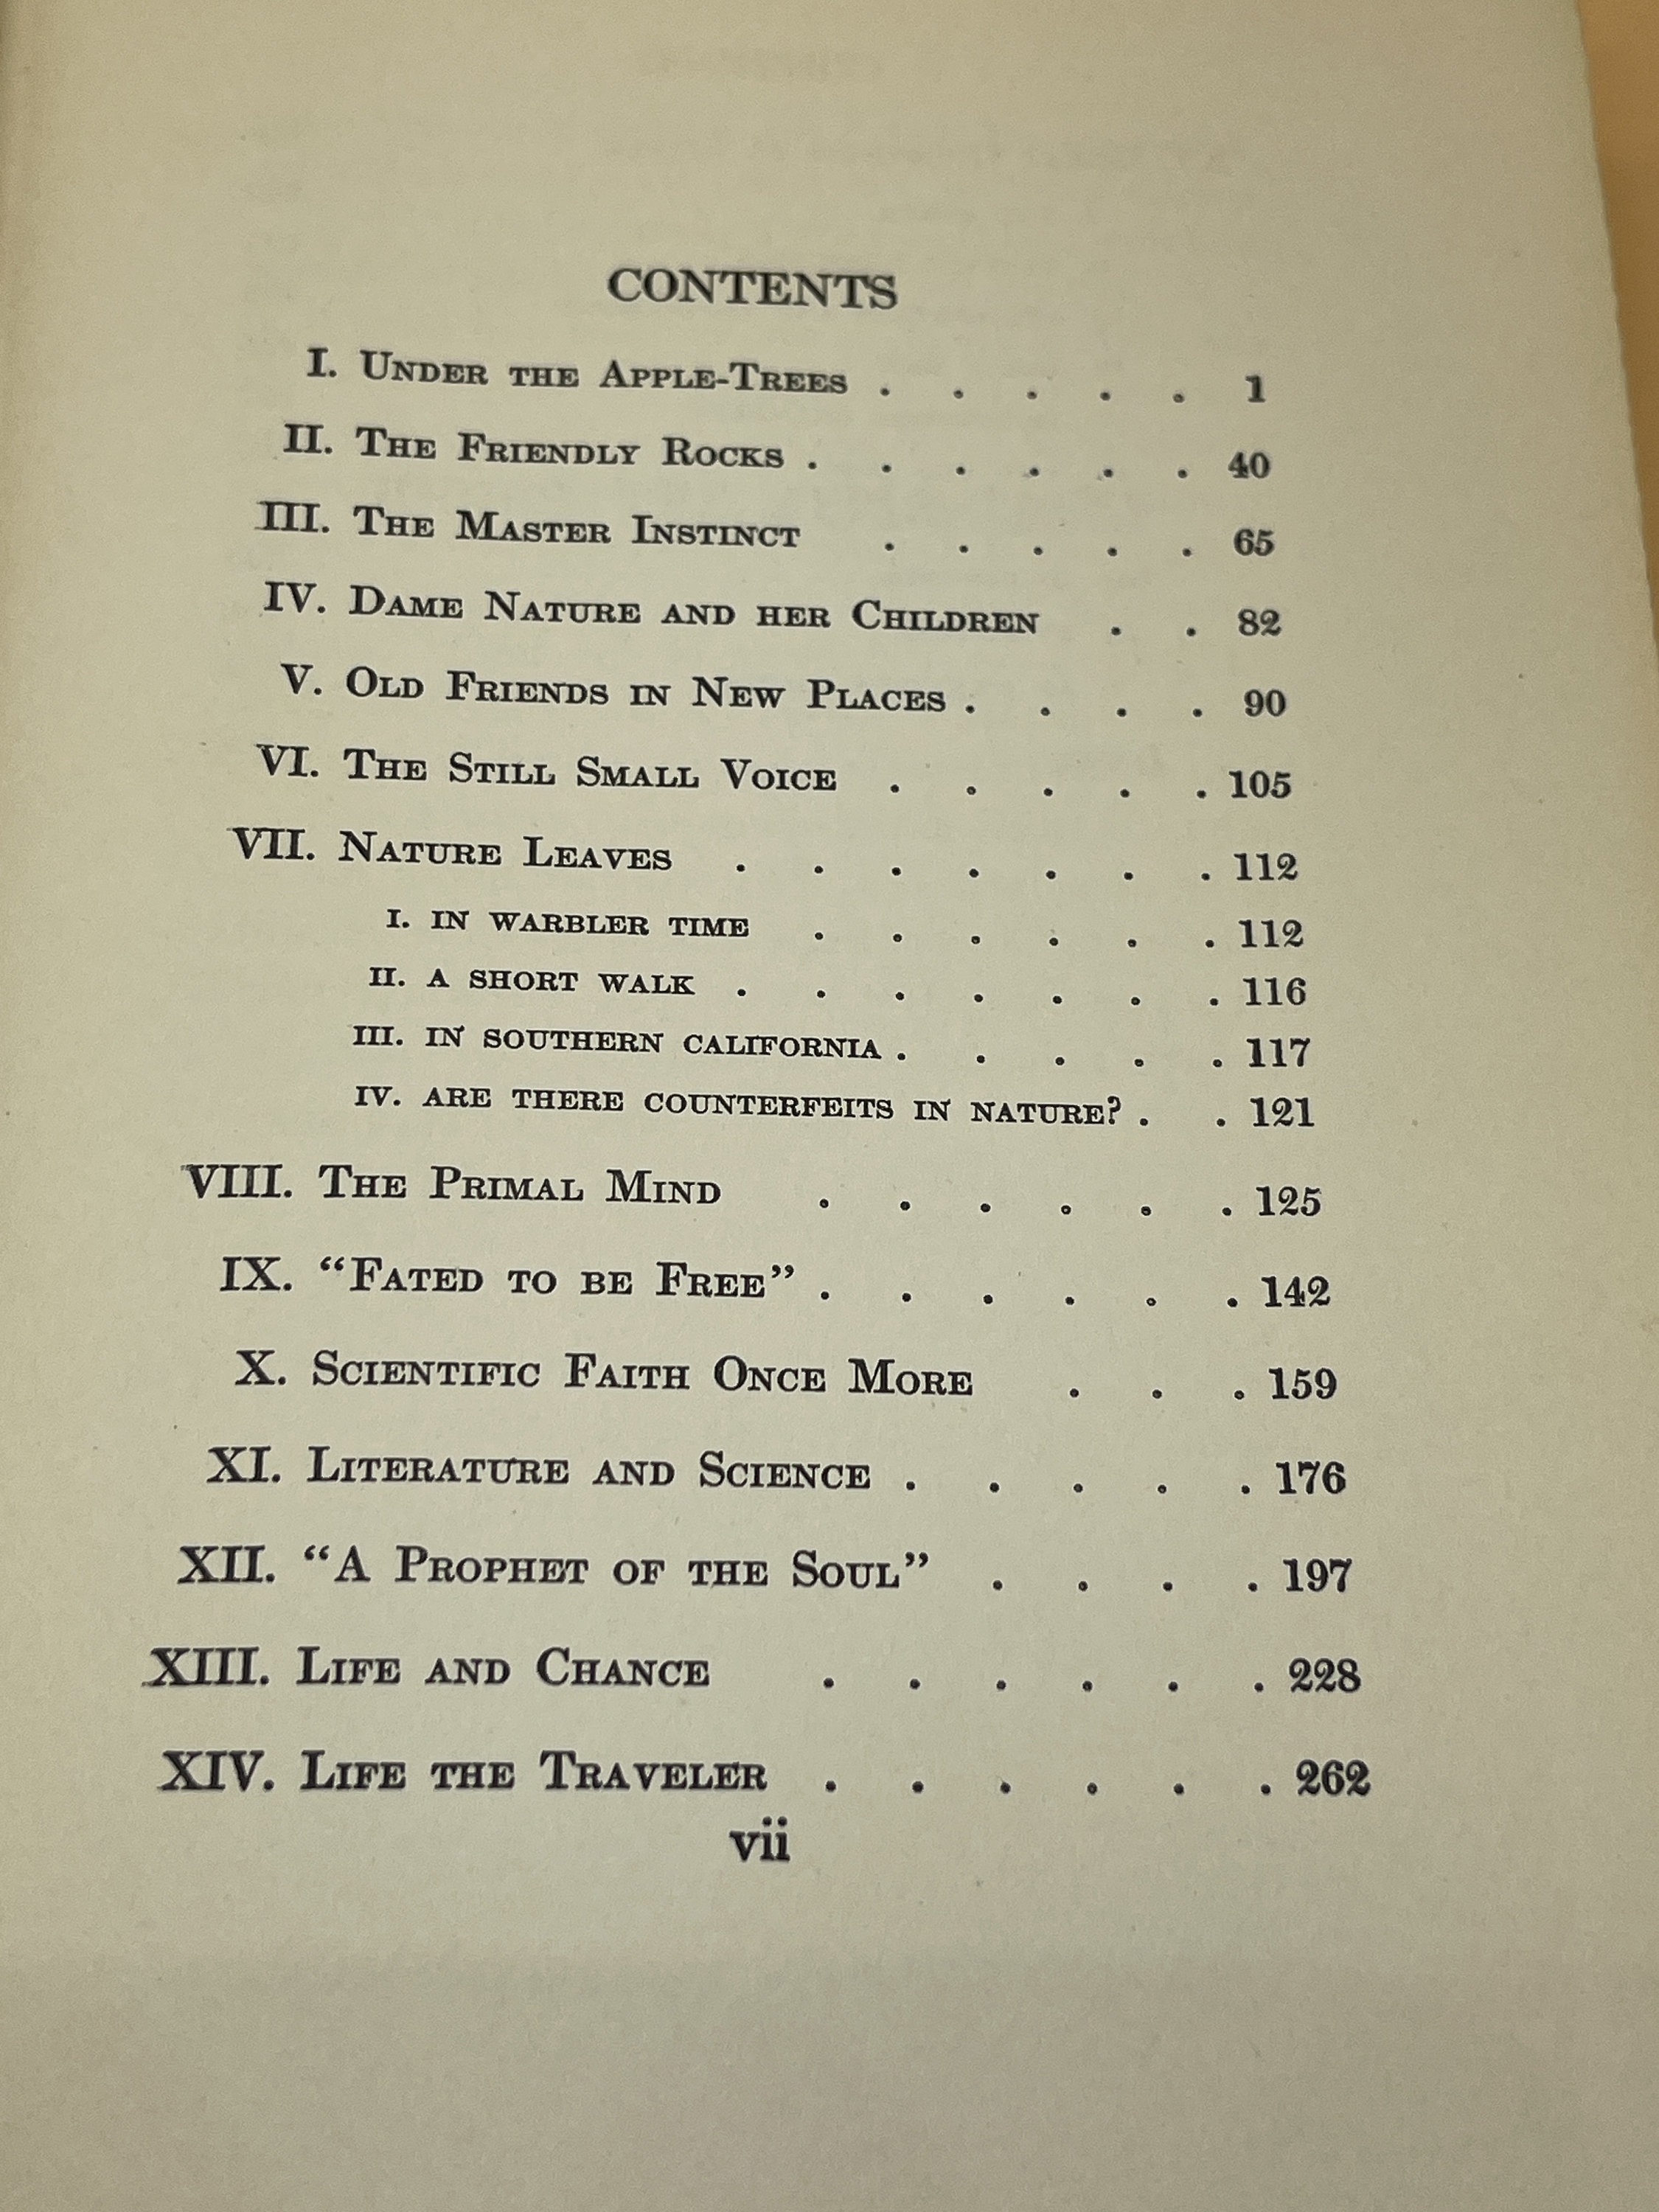 CONTENTS
I. Under the Apple-Trees . . . . . 1
II. The Friendly Rocks . . . . . . 40
III. The Master Instinct . . . . . 65
IV. Dame Nature and her Children . . 82
V. Old Friends in New Places . . . . 90
VI. The Still Small Voice . . . . . 105
VII. Nature Leaves . . . . . . . 112
I. IN WARBLER TIME . . . . . . 112
II. A SHORT WALK . . . . . . . 116
III. IN SOUTHERN CALIFORNIA . . . . . 117
IV. ARE THERE COUNTERFEITS IN NATURE? . . 121
VIII. The Primal Mind . . . . . . 125
IX. “Fated to be Free” . . . . . . 142
X. Scientific Faith Once More . . . 159
XI. Literature and Science . . . . . 176
XII. “A Prophet of the Soul” . . . . 197
XIII. Life and Chance . . . . . . 228
XIV. Life the Traveler . . . . . . 262
vii